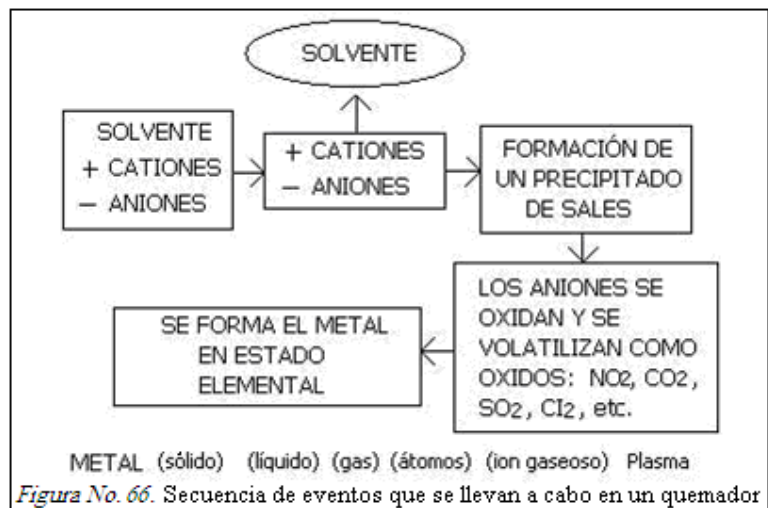 SOLVENTE
SOLVENTE
+ CATIONES
– ANIONES
+ CATIONES
– ANIONES
FORMACIÓN DE
UN PRECIPITADO
DE SALES
LOS ANIONES SE
OXIDAN Y SE
VOLATILIZAN COMO
OXIDOS: NO2, CO2,
SO2, Cl2, etc.
SE FORMA EL METAL
EN ESTADO
ELEMENTAL
METAL (sólido) (líquido) (gas) (átomos) (ion gaseoso) Plasma
Figura No. 66. Secuencia de eventos que se llevan a cabo en un quemador